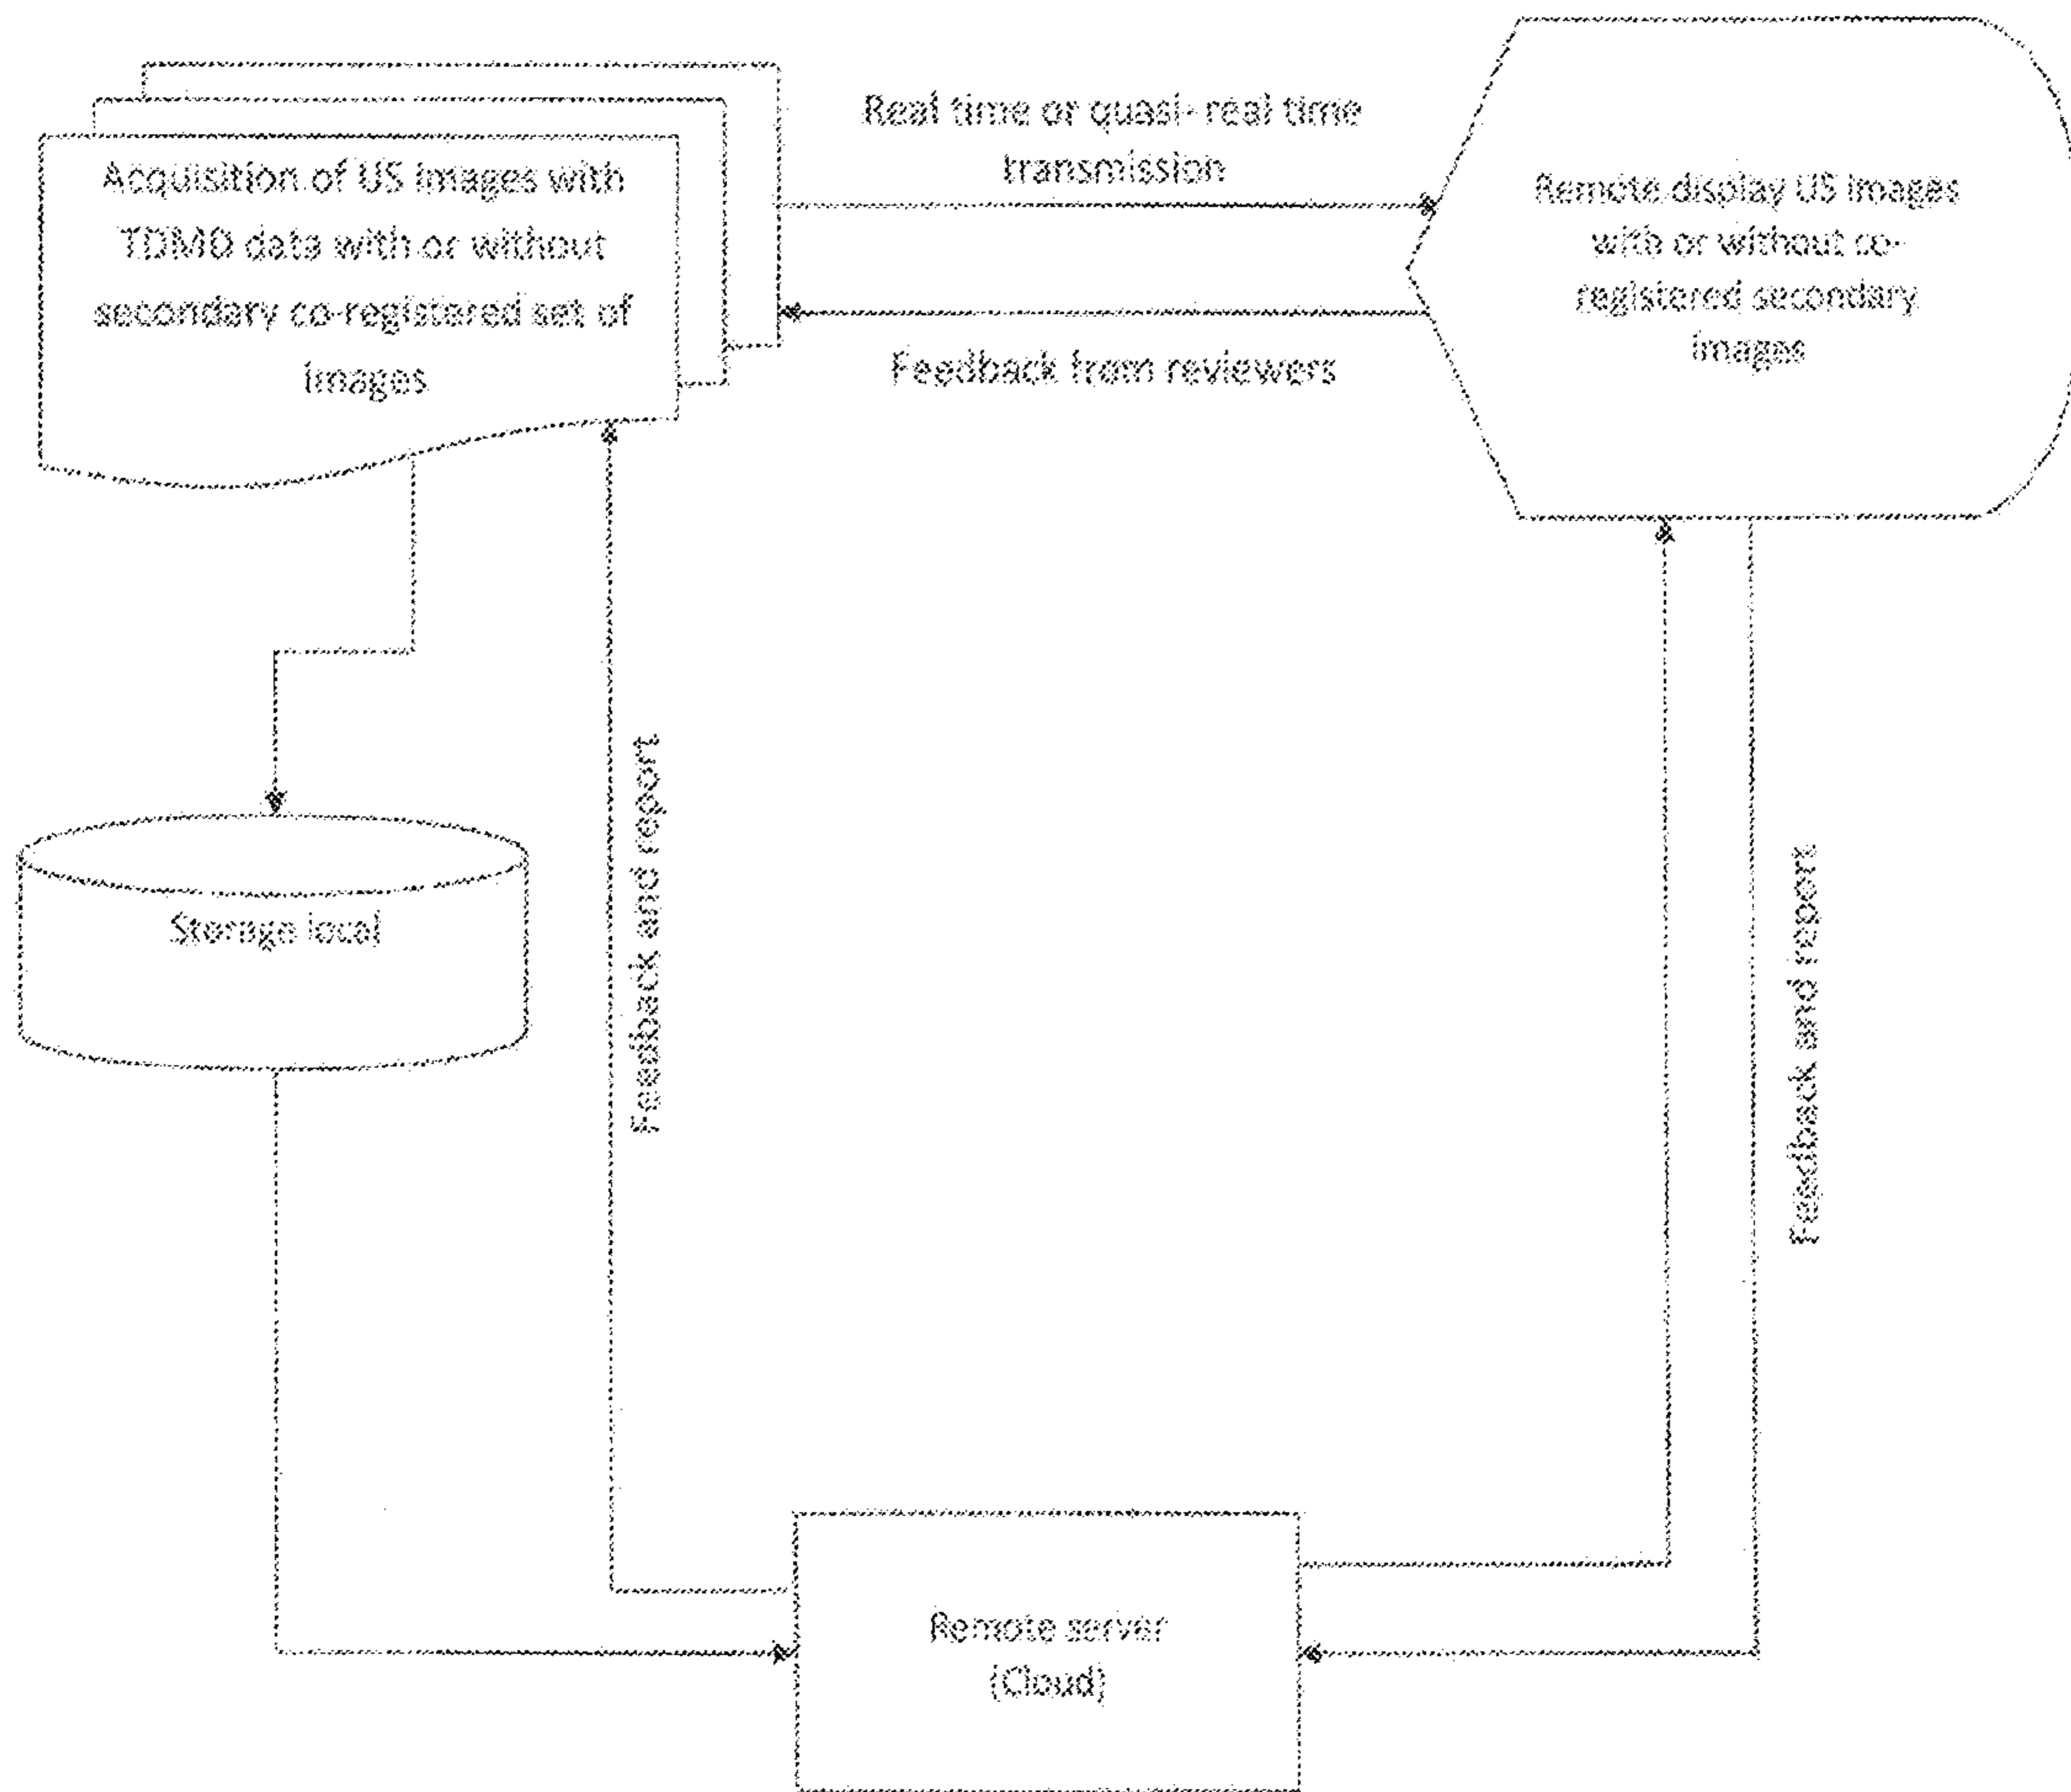 Acquisition of US images with
TDMD data with or without
secondary co-registered set of
images
Real time or quasi- real time
transmission
Feedback from reviewers
Remote display US images
with or without co-
registered secondary
images
Storage local
Feedback and report
Feedback and report
Remote server
(Cloud)